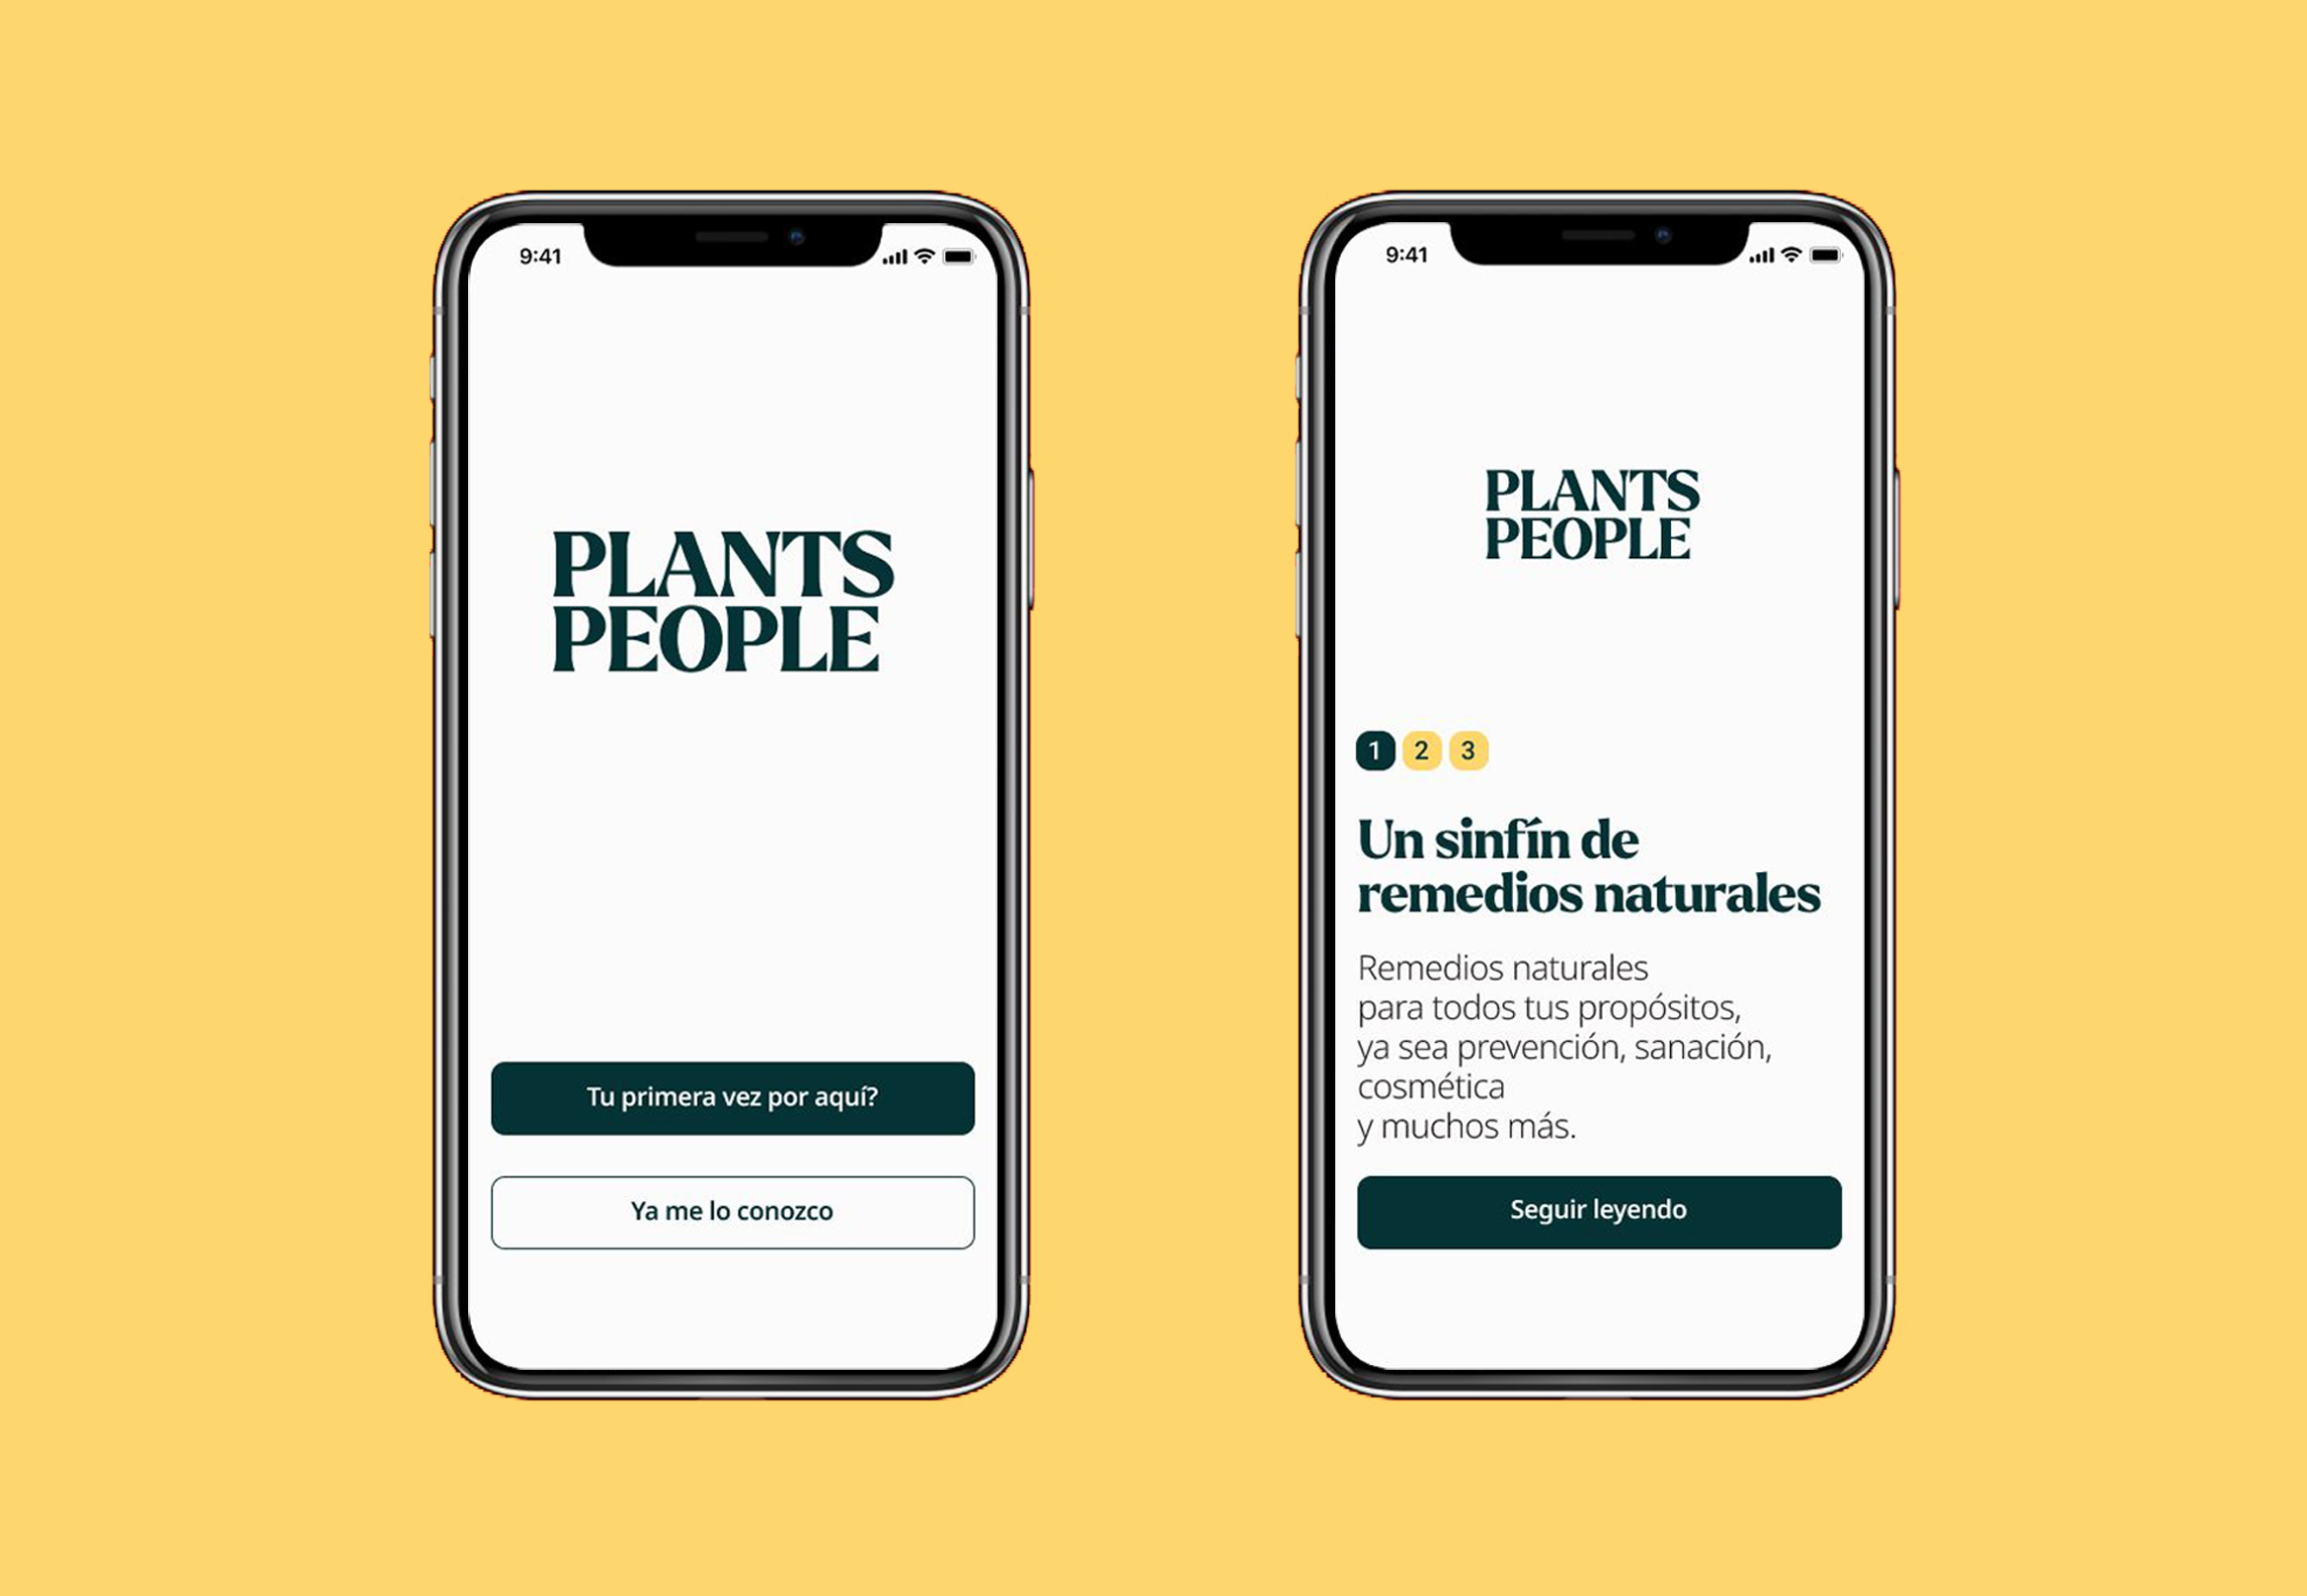 9:41
PLANTS
PEOPLE
Tu primera vez por aquí?
Ya me lo conozco
9:41
PLANTS
PEOPLE
1 2 3
Un sinfín de
remedios naturales
Remedios naturales
para todos tus propósitos,
ya sea prevención, sanación,
cosmética
y muchos más.
Seguir leyendo